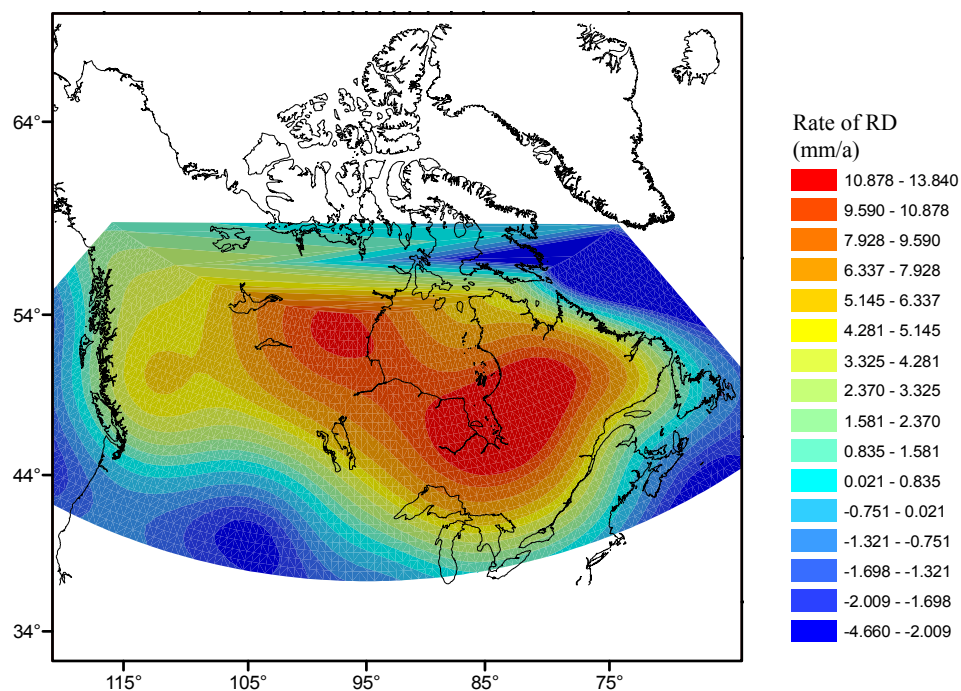 64°
54°
44°
34°
115°
105°
95°
85°
75°
Rate of RD
(mm/a)
10.878 - 13.840
9.590 - 10.878
7.928 - 9.590
6.337 - 7.928
5.145 - 6.337
4.281 - 5.145
3.325 - 4.281
2.370 - 3.325
1.581 - 2.370
0.835 - 1.581
0.021 - 0.835
-0.751 - 0.021
-1.321 - -0.751
-1.698 - -1.321
-2.009 - -1.698
-4.660 - -2.009